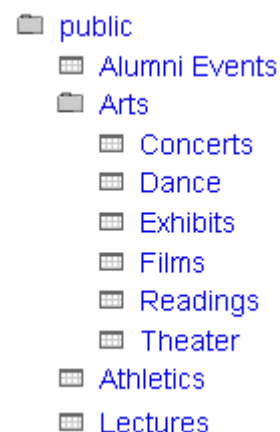 public
Alumni Events
Arts
Concerts
Dance
Exhibits
Films
Readings
Theater
Athletics
Lectures